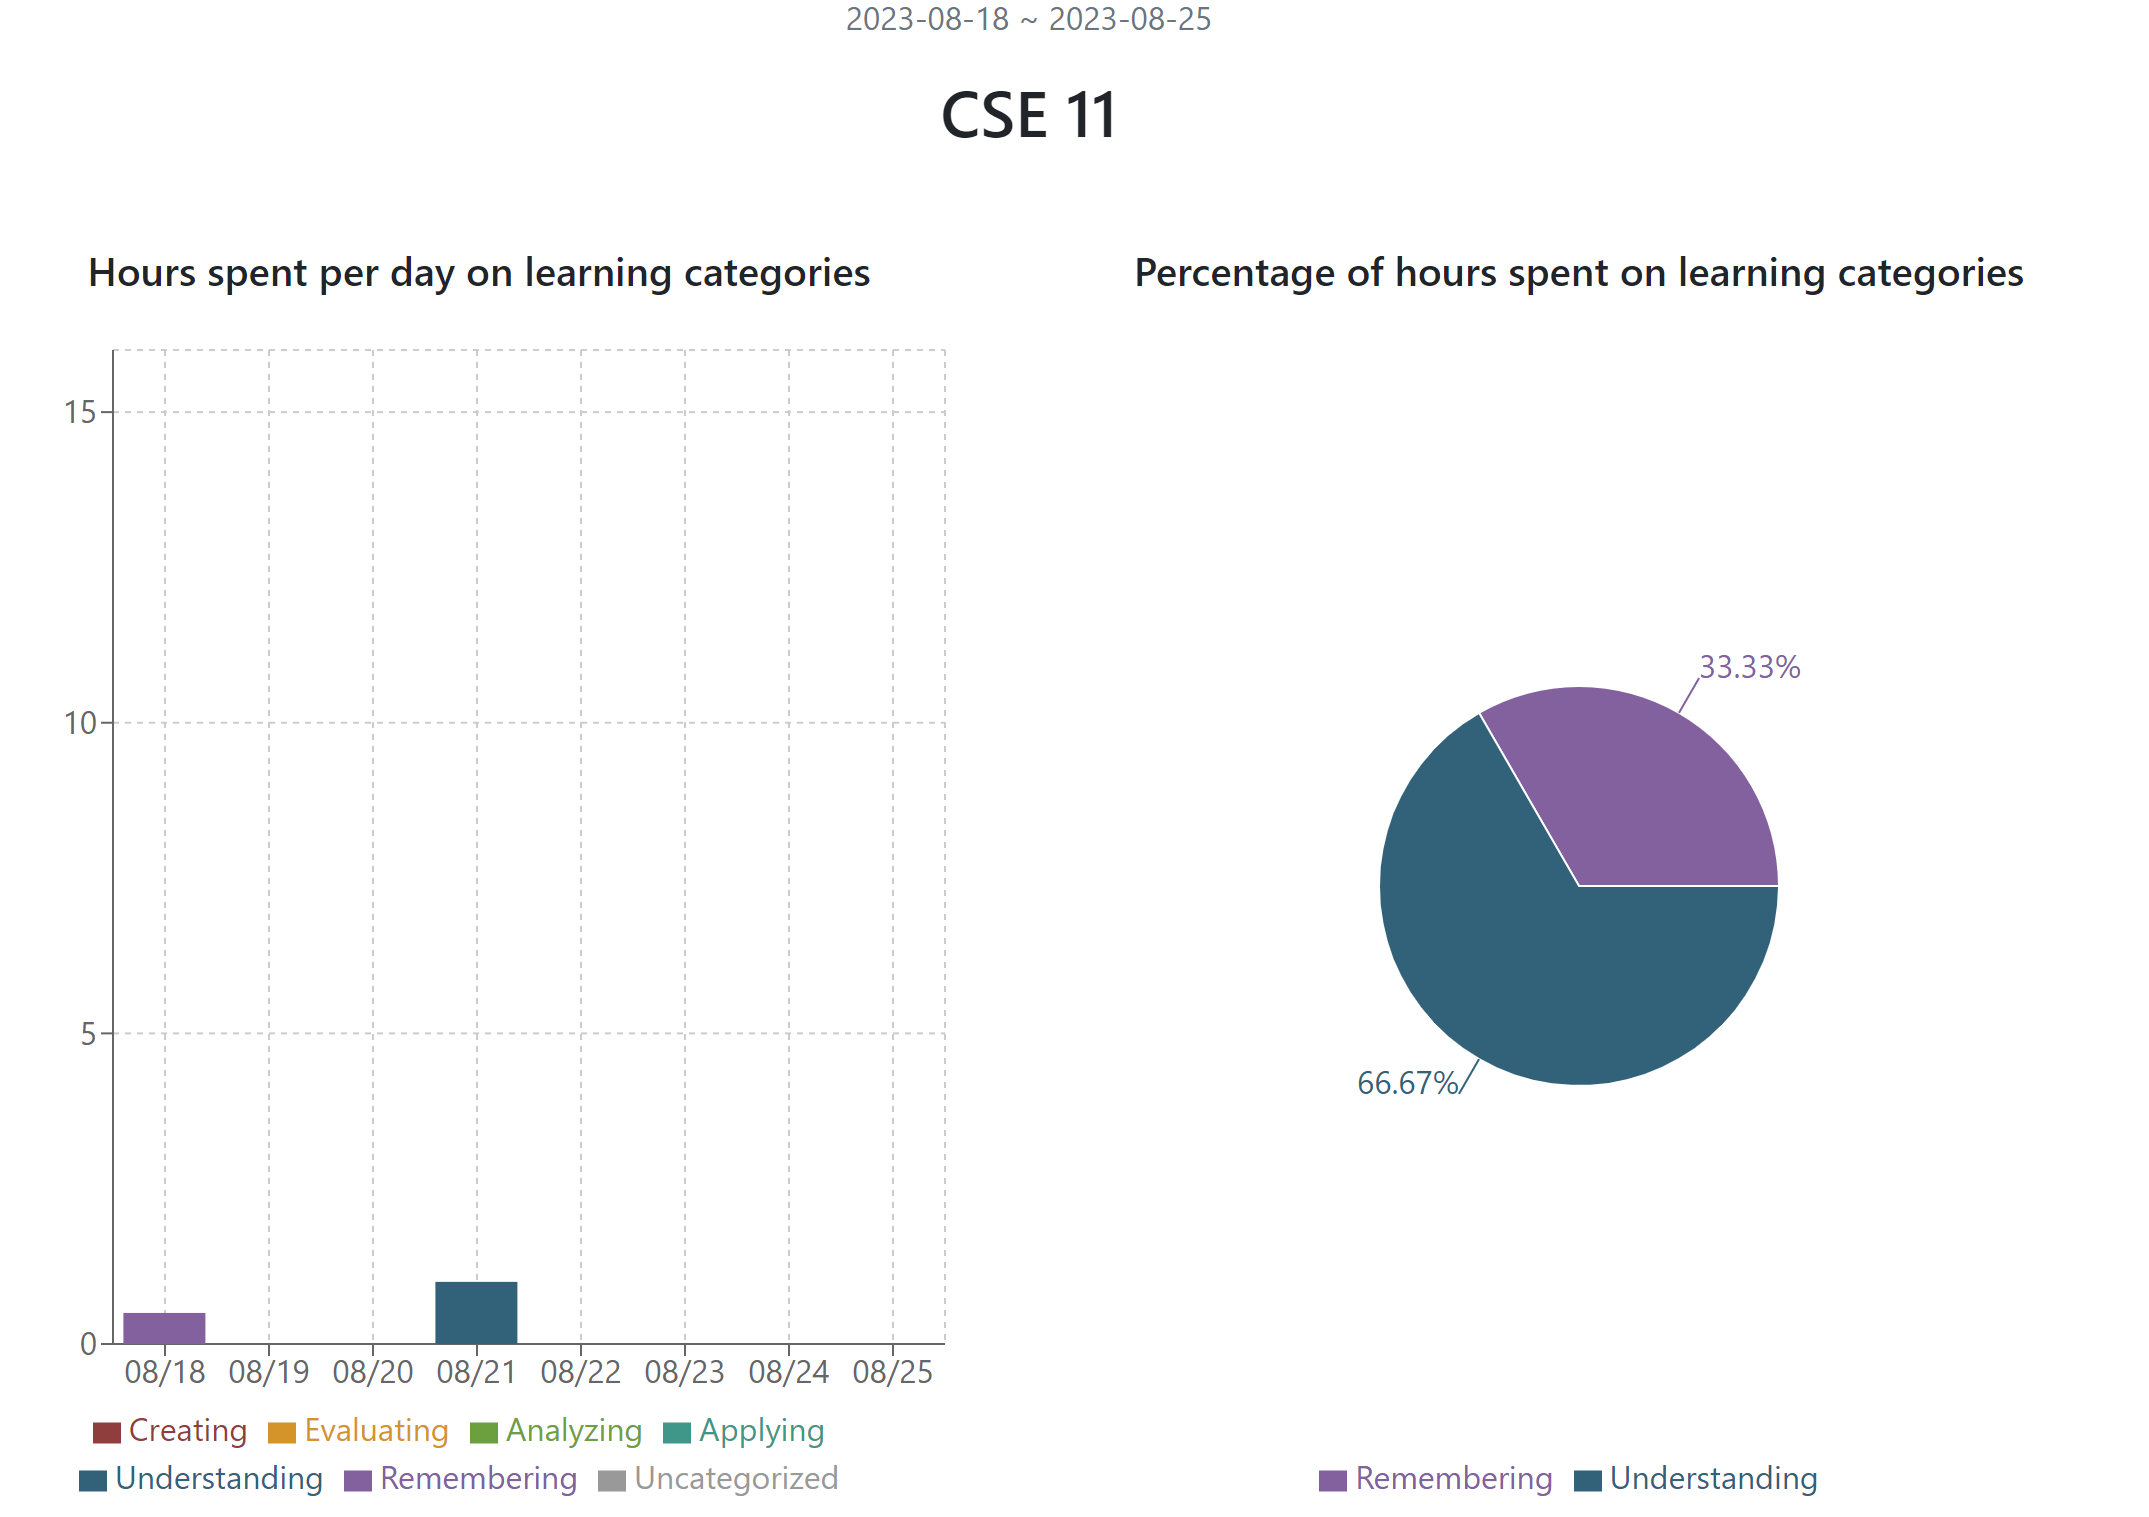 2023-08-18 ~ 2023-08-25
CSE 11
Hours spent per day on learning categories
15
10
5
0
08/18 08/19 08/20 08/21 08/22 08/23 08/24 08/25
Creating Evaluating Analyzing Applying
Understanding Remembering Uncategorized
Percentage of hours spent on learning categories
33.33%
66.67%
Remembering Understanding